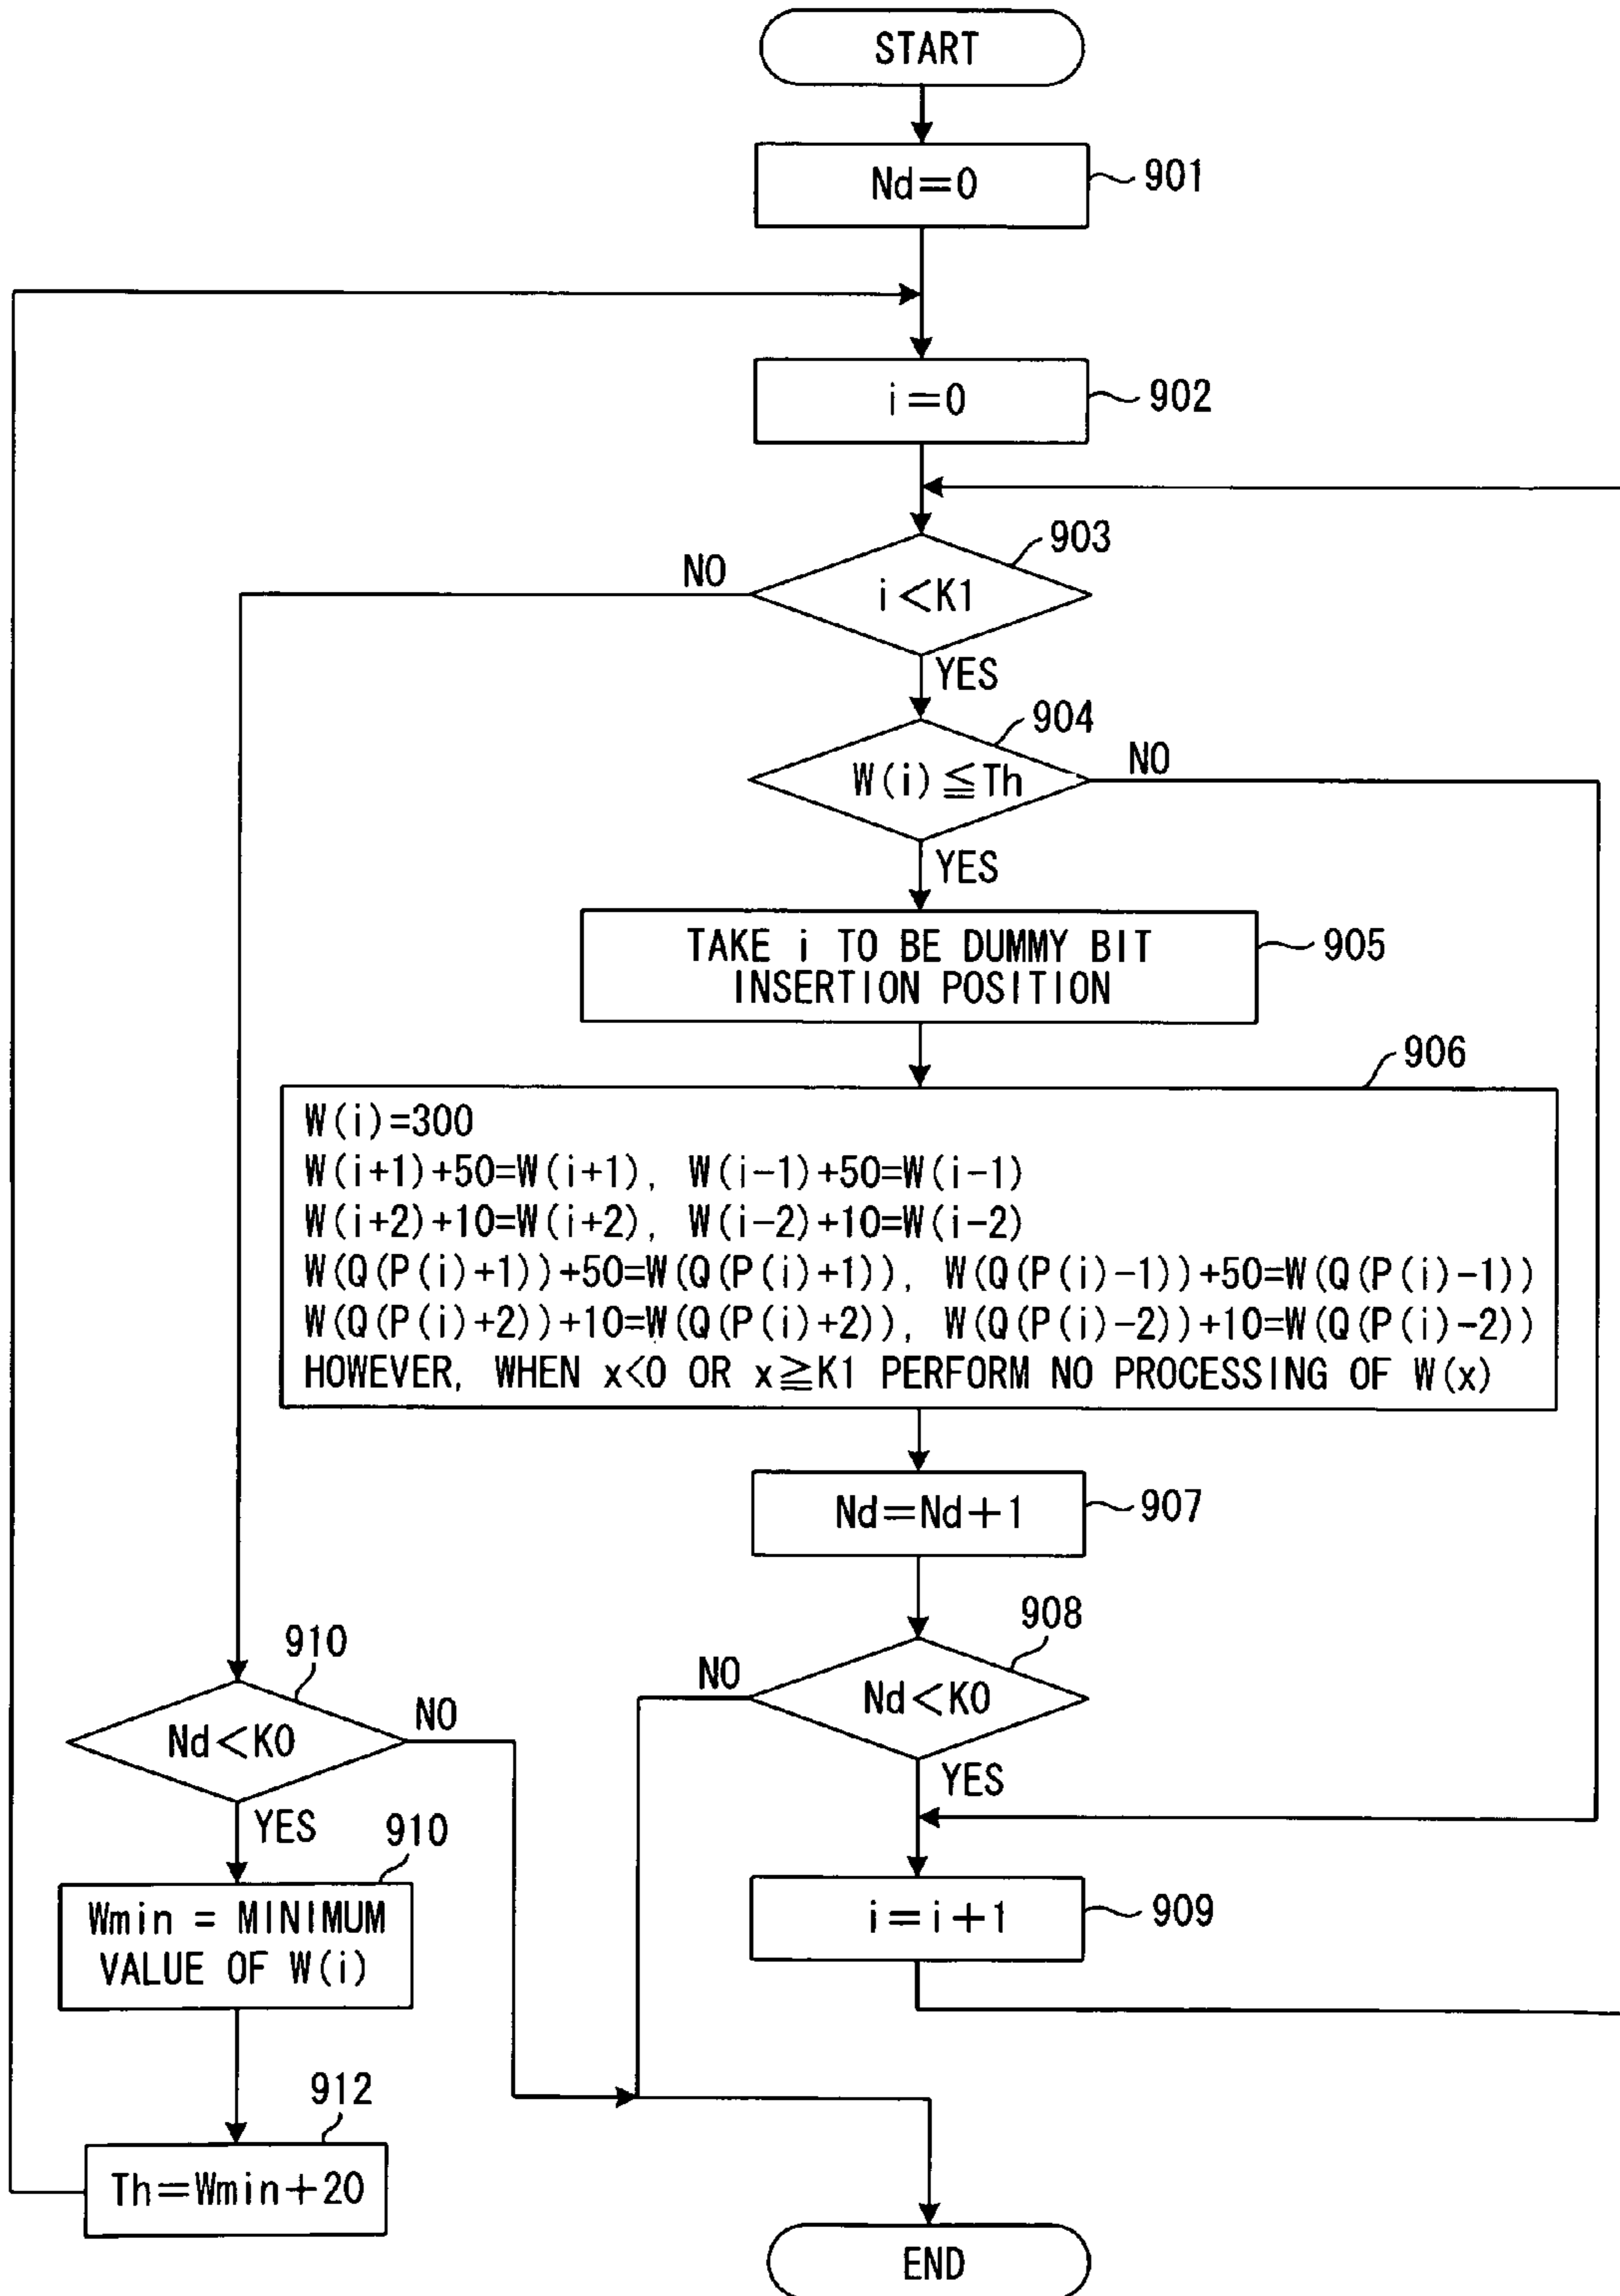 START
Nd=0
901
i=0
902
903
NO
i<K1
YES
904
NO
W(i)≦Th
YES
TAKE i TO BE DUMMY BIT
INSERTION POSITION
905
906
W(i)=300
W(i+1)+50=W(i+1), W(i-1)+50=W(i-1)
W(i+2)+10=W(i+2), W(i-2)+10=W(i-2)
W(Q(P(i)+1))+50=W(Q(P(i)+1)), W(Q(P(i)-1))+50=W(Q(P(i)-1))
W(Q(P(i)+2))+10=W(Q(P(i)+2)), W(Q(P(i)-2))+10=W(Q(P(i)-2))
HOWEVER, WHEN x<0 OR x≧K1 PERFORM NO PROCESSING OF W(x)
Nd=Nd+1
907
908
NO
Nd<K0
YES
910
NO
Nd<K0
YES
910
Wmin = MINIMUM
VALUE OF W(i)
i=i+1
909
912
Th=Wmin+20
END